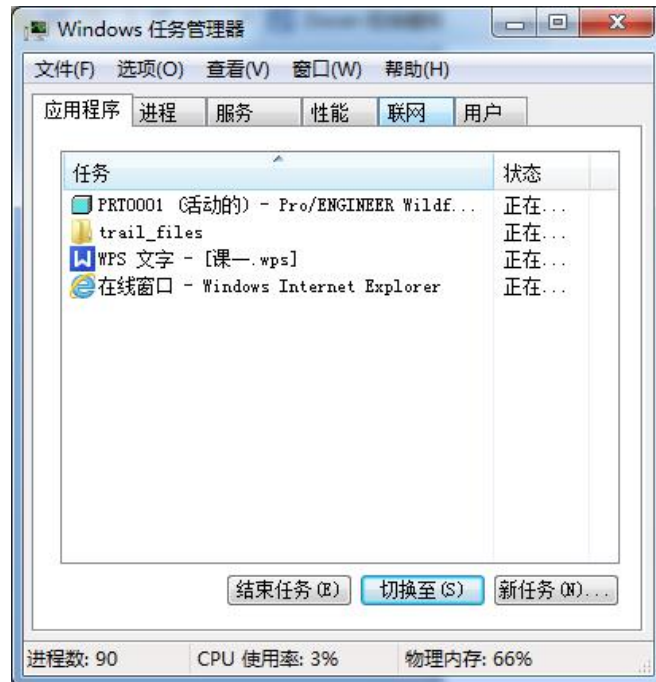 Windows 任务管理器
文件(F) 选项(O) 查看(V) 窗口(W) 帮助(H)
应用程序 进程 服务 性能 联网 用户
任务 状态
PRT0001 (活动的) - Pro/ENGINEER Wildf... 正在...
trail_files 正在...
WPS 文字 - [课一.wps] 正在...
在线窗口 - Windows Internet Explorer 正在...
结束任务(E) 切换至(S) 新任务(N)...
进程数: 90 CPU 使用率: 3% 物理内存: 66%